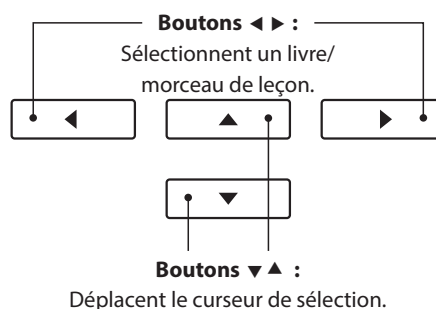 Boutons ◀ ▶ :
Sélectionnent un livre/
morceau de leçon.
◀ ▲ ▶
▼
Boutons ▼ ▲ :
Déplacent le curseur de sélection.